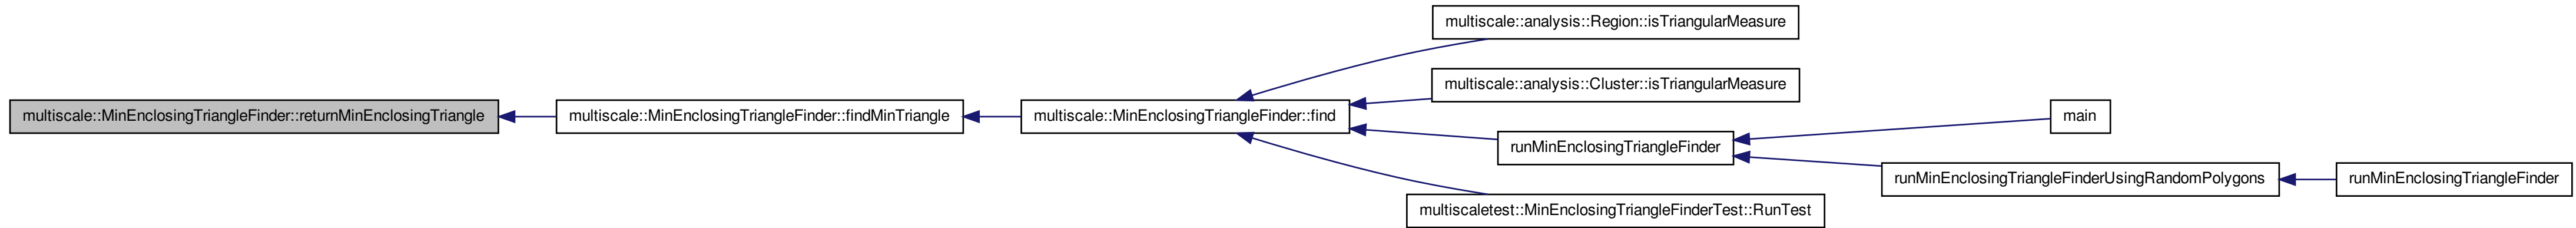 multiscale::analysis::Region::isTriangularMeasure
multiscale::analysis::Cluster::isTriangularMeasure
multiscale::MinEnclosingTriangleFinder::returnMinEnclosingTriangle
multiscale::MinEnclosingTriangleFinder::findMinTriangle
multiscale::MinEnclosingTriangleFinder::find
main
runMinEnclosingTriangleFinder
runMinEnclosingTriangleFinderUsingRandomPolygons
runMinEnclosingTriangleFinder
multiscaletest::MinEnclosingTriangleFinderTest::RunTest